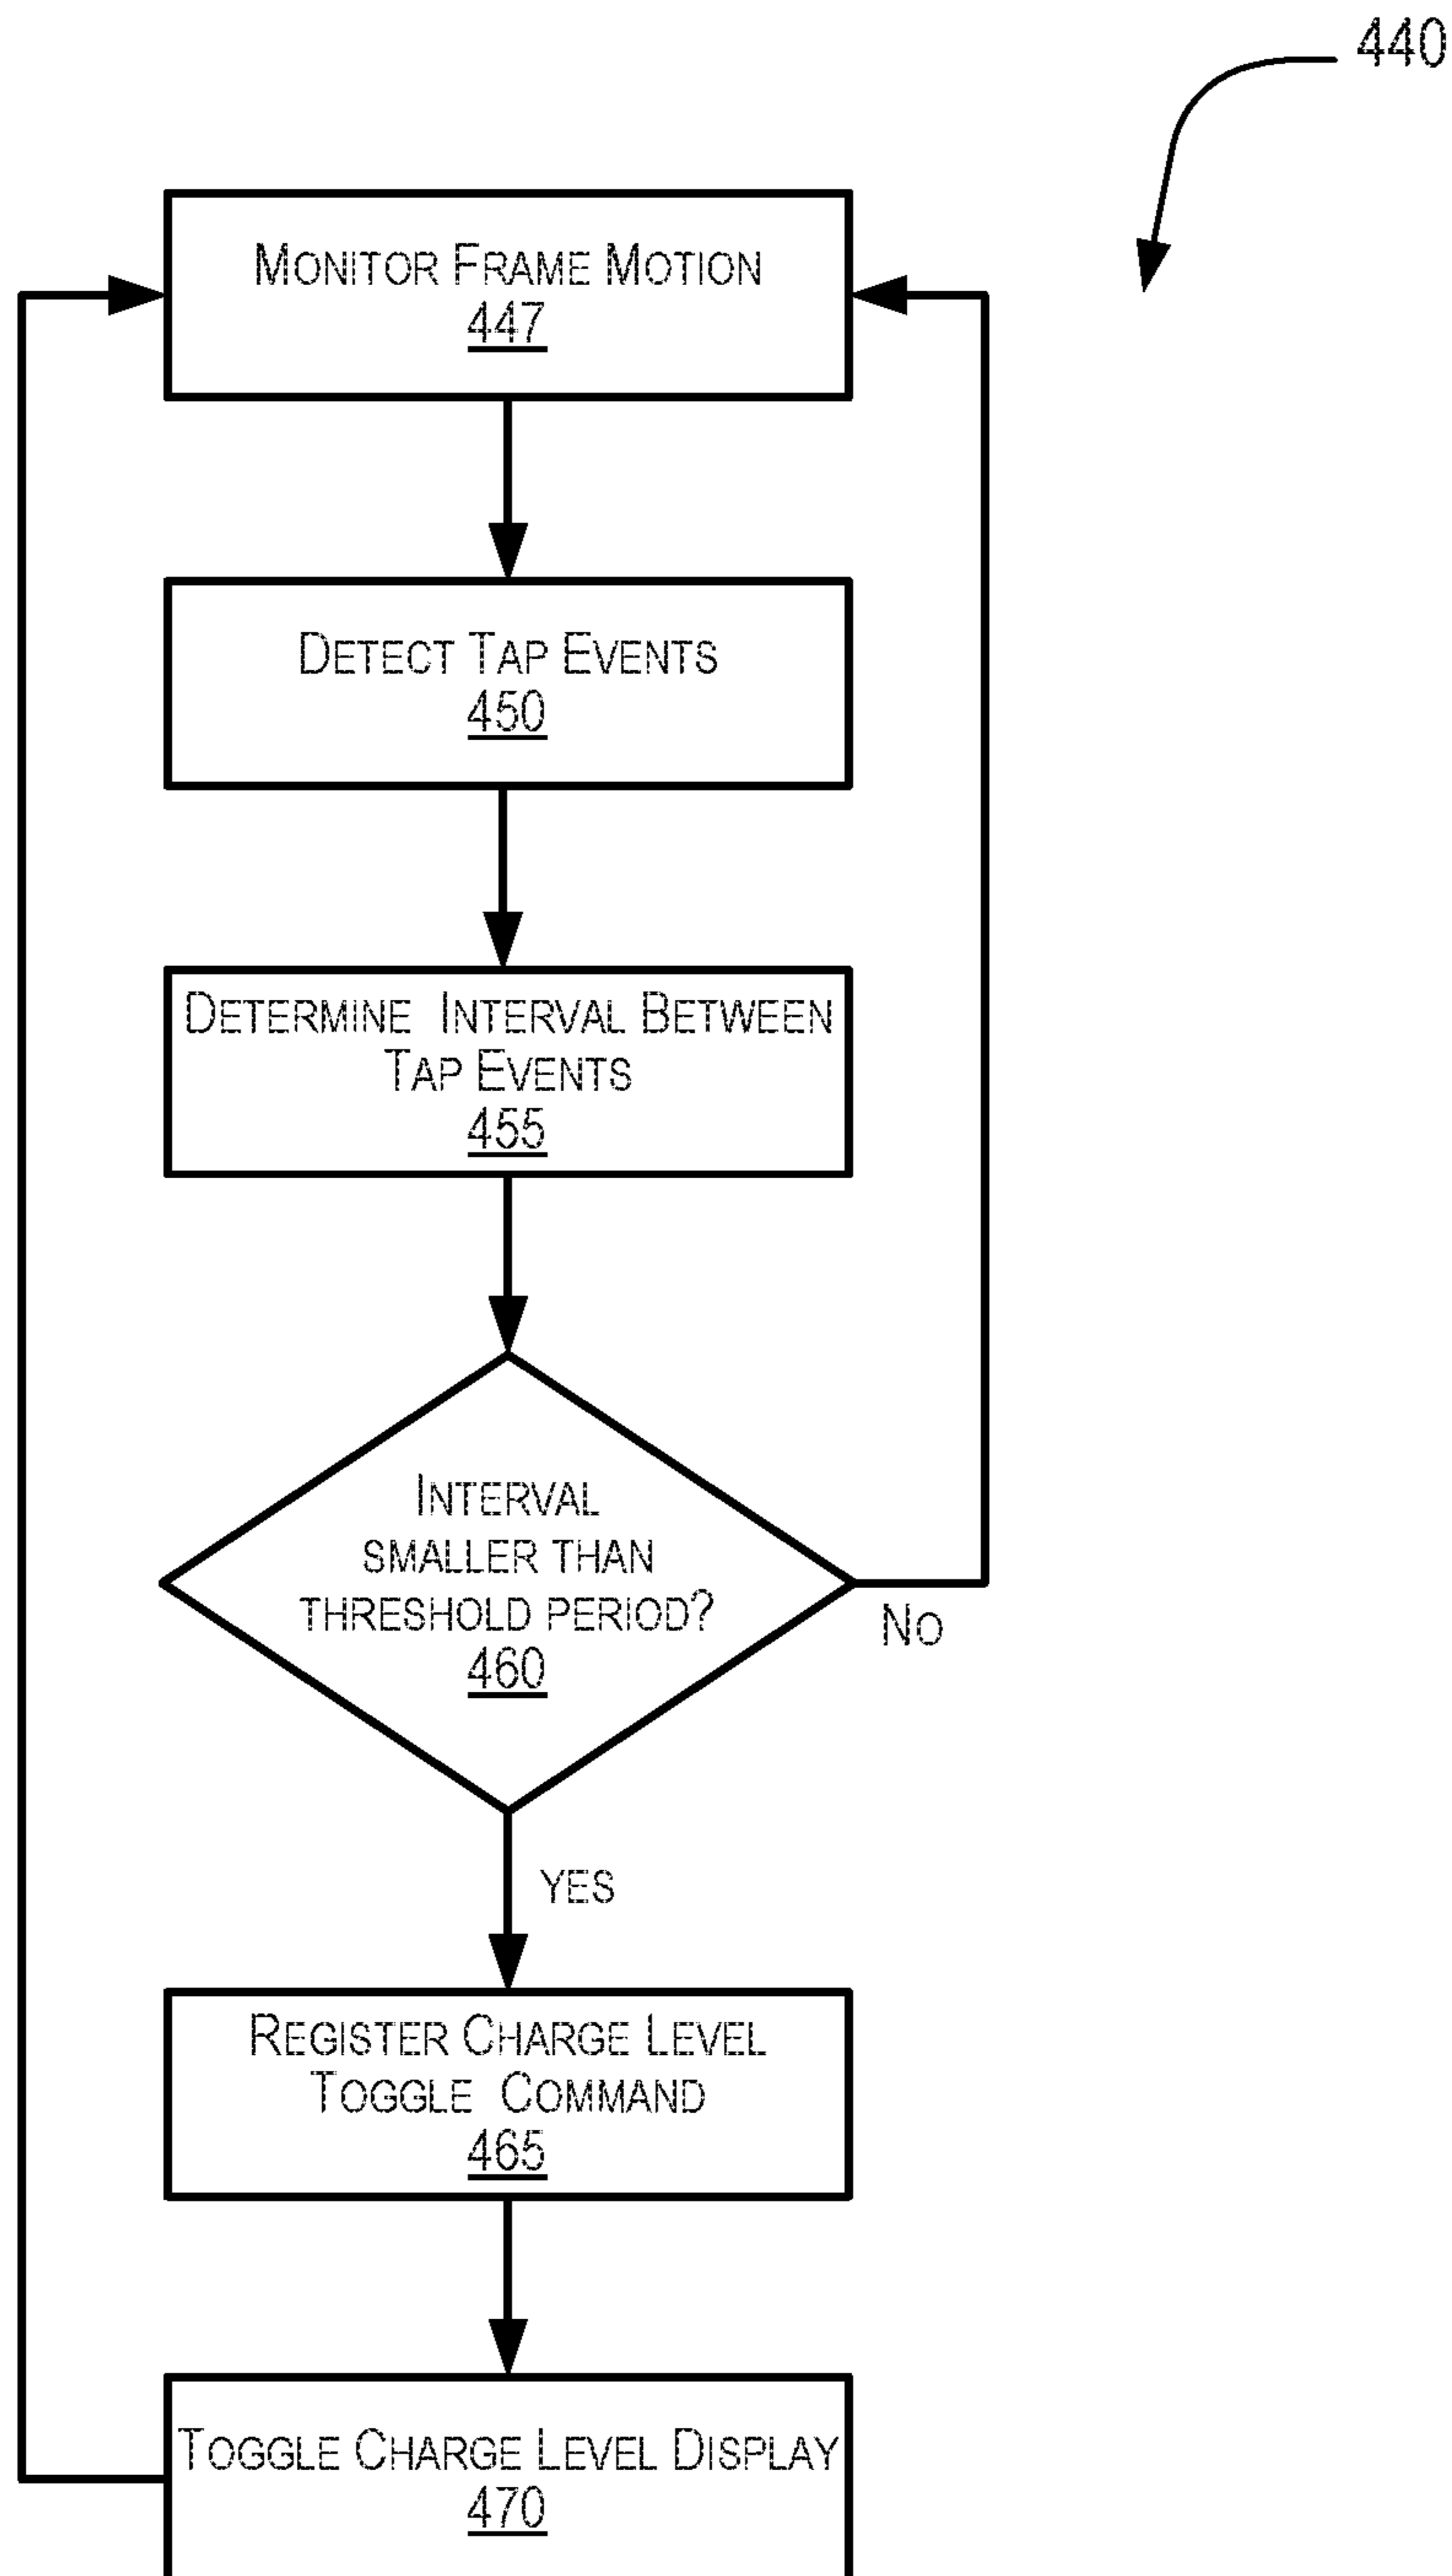 440
MONITOR FRAME MOTION
447
DETECT TAP EVENTS
450
DETERMINE INTERVAL BETWEEN
TAP EVENTS
455
INTERVAL
SMALLER THAN
THRESHOLD PERIOD?
460
NO
YES
REGISTER CHARGE LEVEL
TOGGLE COMMAND
465
TOGGLE CHARGE LEVEL DISPLAY
470